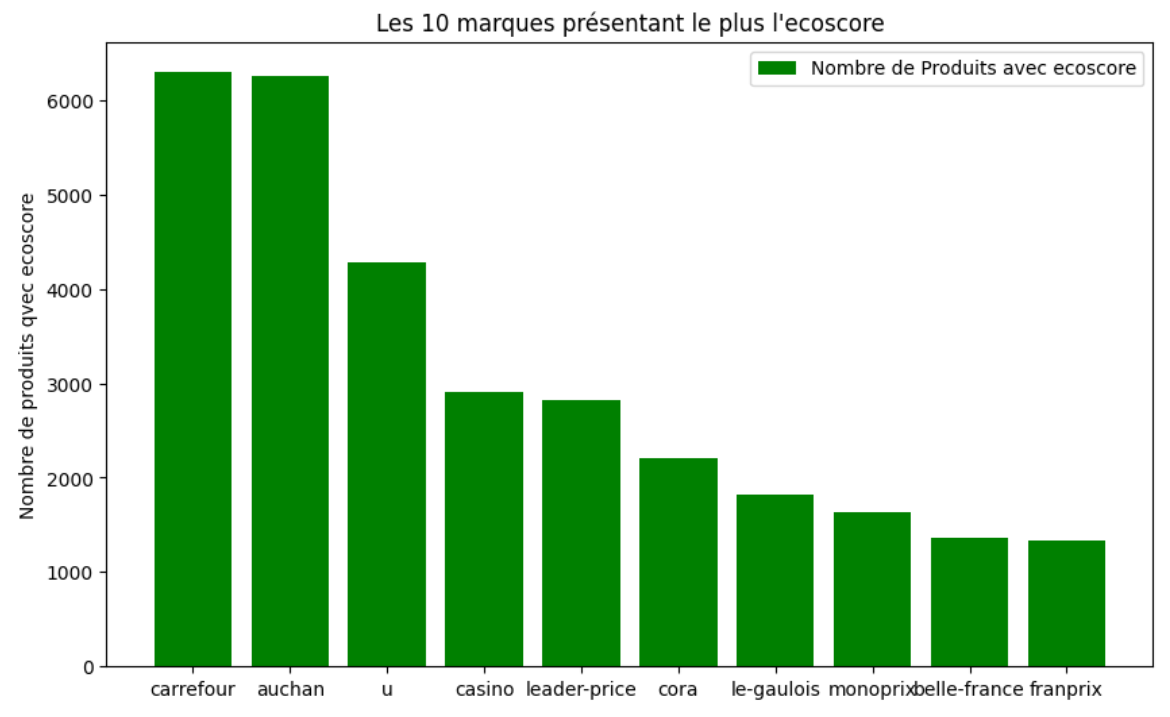 Les 10 marques présentant le plus l'ecoscore
Nombre de Produits avec ecoscore
Nombre de produits qvec ecoscore
6000
5000
4000
3000
2000
1000
0
carrefour auchan u casino leader-price cora le-gaulois monoprix belle-france franprix